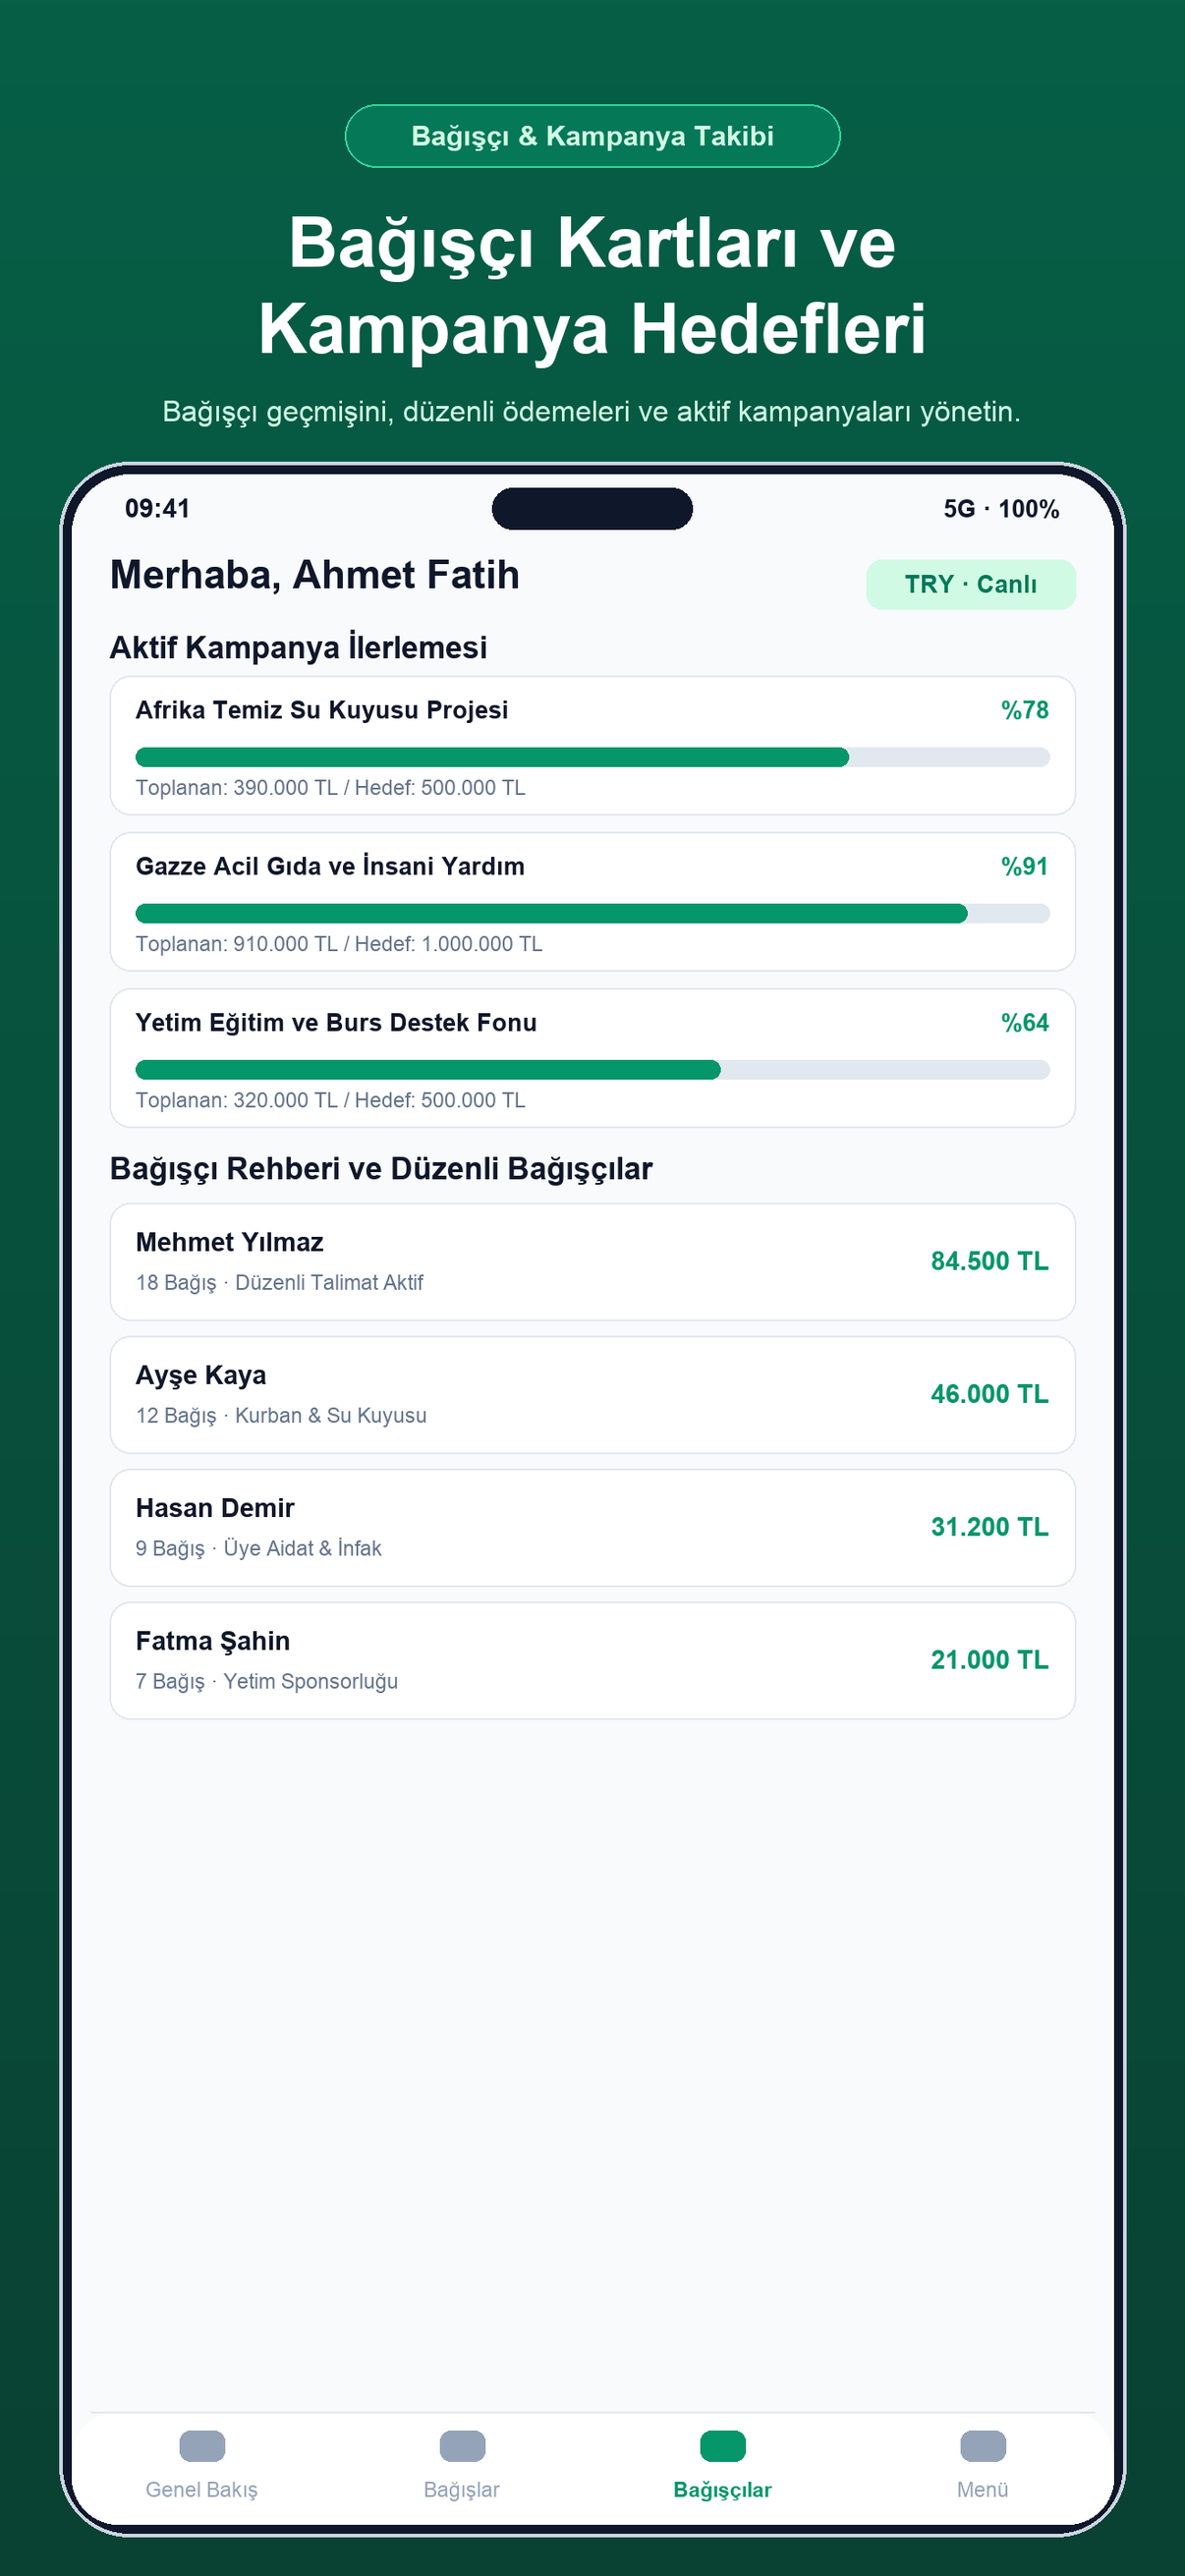 Bağışçı & Kampanya Takibi
Bağışçı Kartları ve
Kampanya Hedefleri
Bağışçı geçmişini, düzenli ödemeleri ve aktif kampanyaları yönetin.
09:41
5G · 100%
Merhaba, Ahmet Fatih
TRY · Canlı
Aktif Kampanya İlerlemesi
Afrika Temiz Su Kuyusu Projesi
%78
Toplanan: 390.000 TL / Hedef: 500.000 TL
Gazze Acil Gıda ve İnsani Yardım
%91
Toplanan: 910.000 TL / Hedef: 1.000.000 TL
Yetim Eğitim ve Burs Destek Fonu
%64
Toplanan: 320.000 TL / Hedef: 500.000 TL
Bağışçı Rehberi ve Düzenli Bağışçılar
Mehmet Yılmaz
18 Bağış · Düzenli Talimat Aktif
84.500 TL
Ayşe Kaya
12 Bağış · Kurban & Su Kuyusu
46.000 TL
Hasan Demir
9 Bağış · Üye Aidat & İnfak
31.200 TL
Fatma Şahin
7 Bağış · Yetim Sponsorluğu
21.000 TL
Genel Bakış
Bağışlar
Bağışçılar
Menü